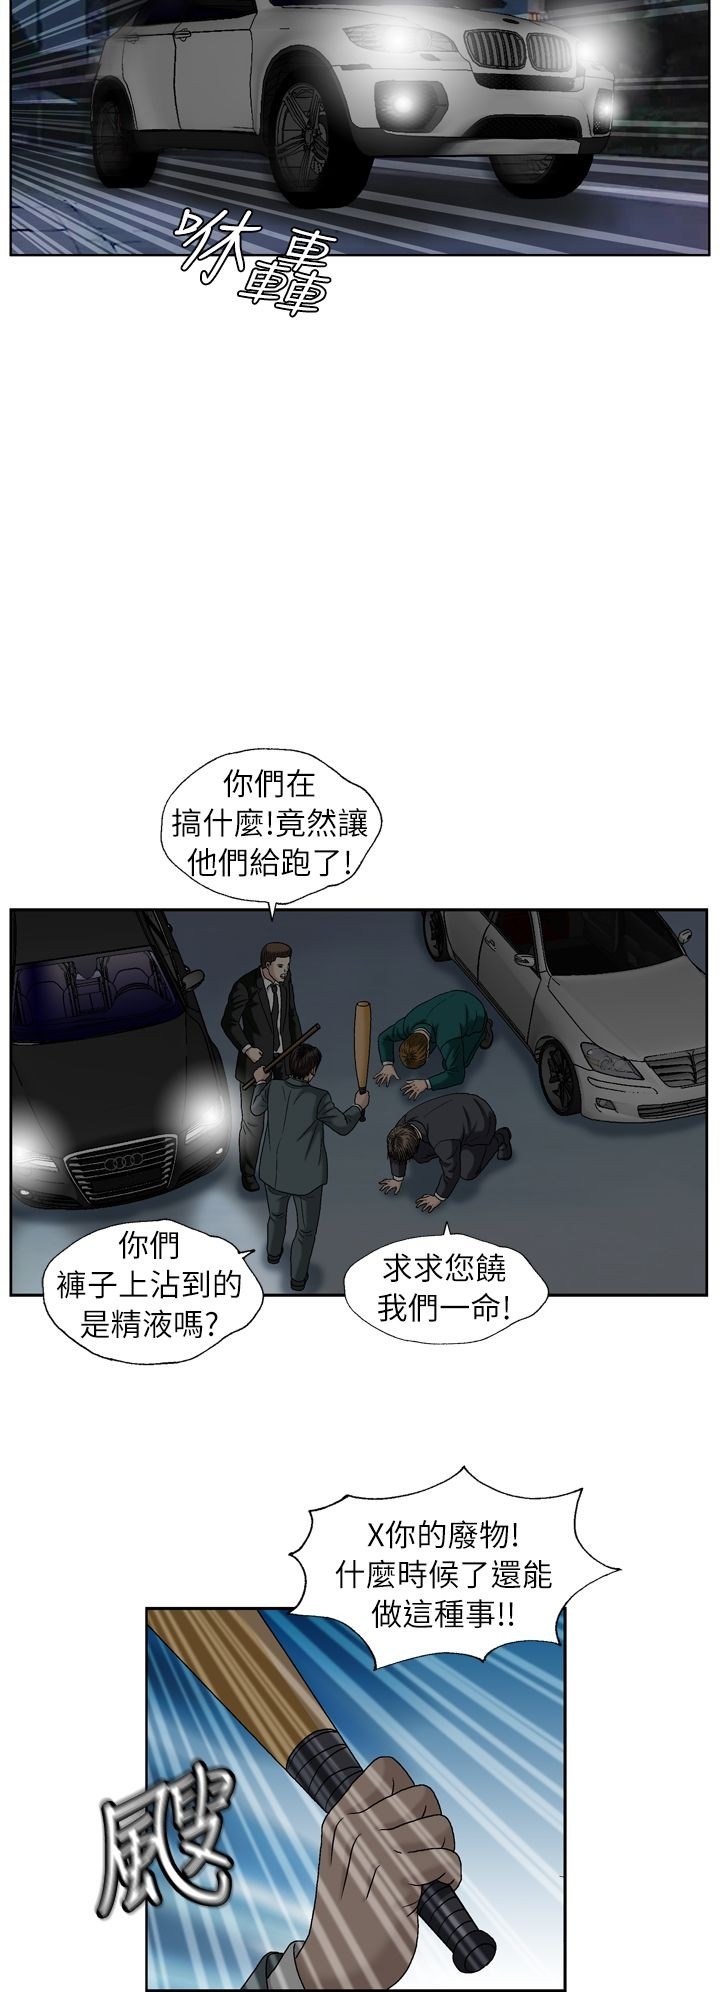 咻
轟
你們在
搞什麼!竟然讓
他們給跑了!
你們
褲子上沾到的
是精液嗎?
求求您饒
我們一命!
X你的廢物!
什麼時候了還能
做這種事!!
颼